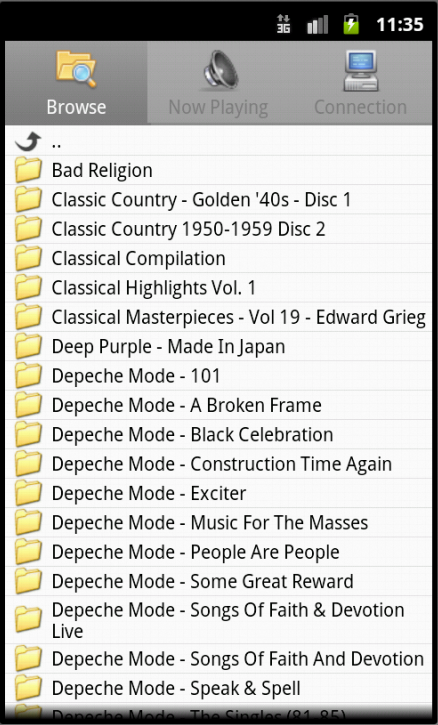 3G 11:35
Browse Now Playing Connection
..
Bad Religion
Classic Country - Golden '40s - Disc 1
Classic Country 1950-1959 Disc 2
Classical Compilation
Classical Highlights Vol. 1
Classical Masterpieces - Vol 19 - Edward Grieg
Deep Purple - Made In Japan
Depeche Mode - 101
Depeche Mode - A Broken Frame
Depeche Mode - Black Celebration
Depeche Mode - Construction Time Again
Depeche Mode - Exciter
Depeche Mode - Music For The Masses
Depeche Mode - People Are People
Depeche Mode - Some Great Reward
Depeche Mode - Songs Of Faith & Devotion
Live
Depeche Mode - Songs Of Faith And Devotion
Depeche Mode - Speak & Spell
Depeche Mode - The Singles (81-85)